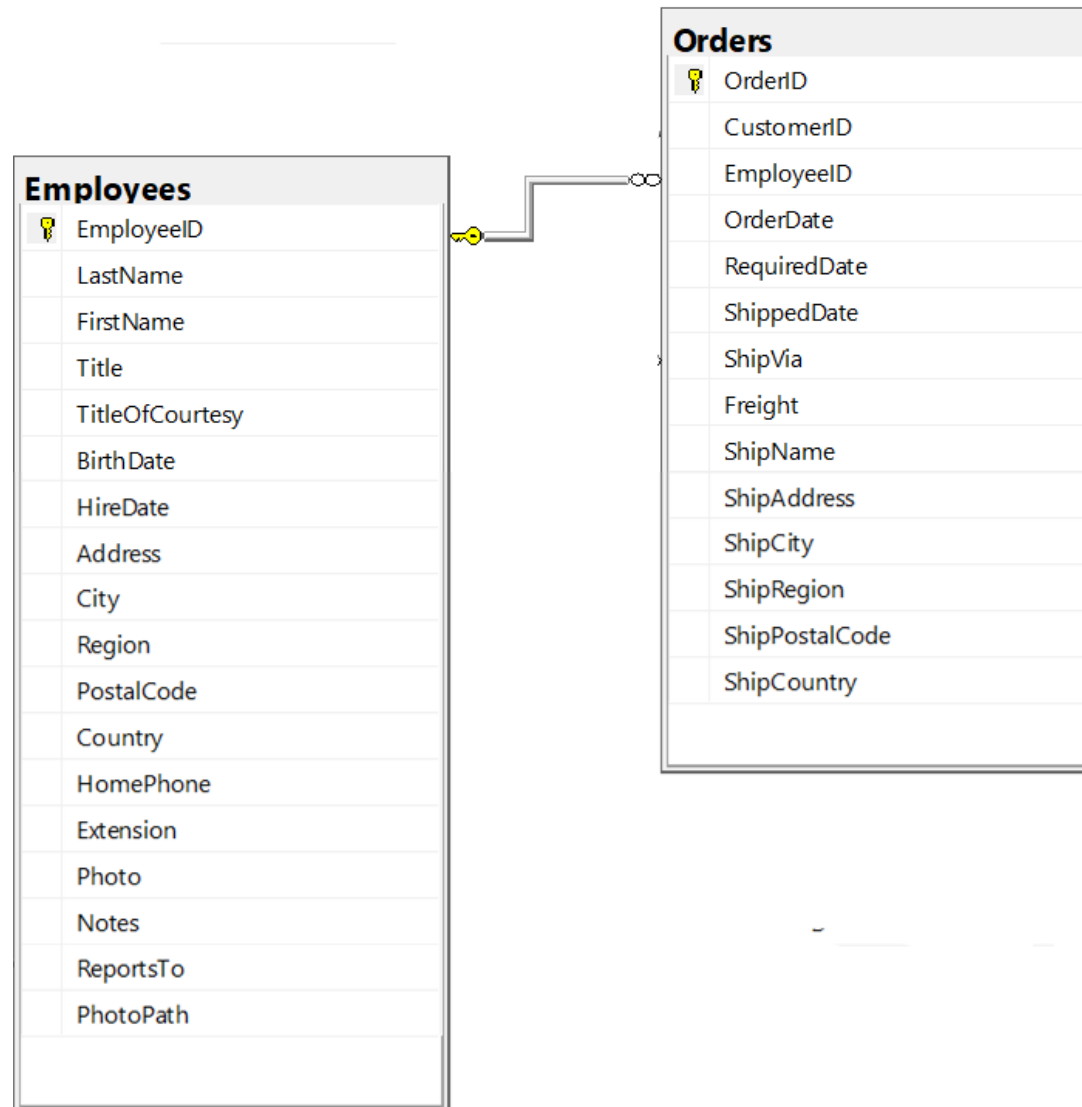 Employees
EmployeeID
LastName
FirstName
Title
TitleOfCourtesy
BirthDate
HireDate
Address
City
Region
PostalCode
Country
HomePhone
Extension
Photo
Notes
ReportsTo
PhotoPath
Orders
OrderID
CustomerID
EmployeeID
OrderDate
RequiredDate
ShippedDate
ShipVia
Freight
ShipName
ShipAddress
ShipCity
ShipRegion
ShipPostalCode
ShipCountry